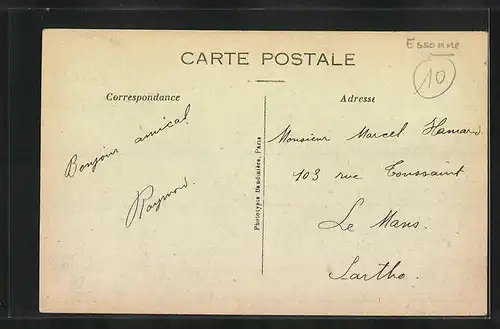 Essonne
10
CARTE POSTALE
Correspondance
Adresse
Bonjour amical
Raymond.
Phototypie Baudinière, Paris
Monsieur Marcel Hamard
103 rue Toussaint
Le Mans.
Sarthe.